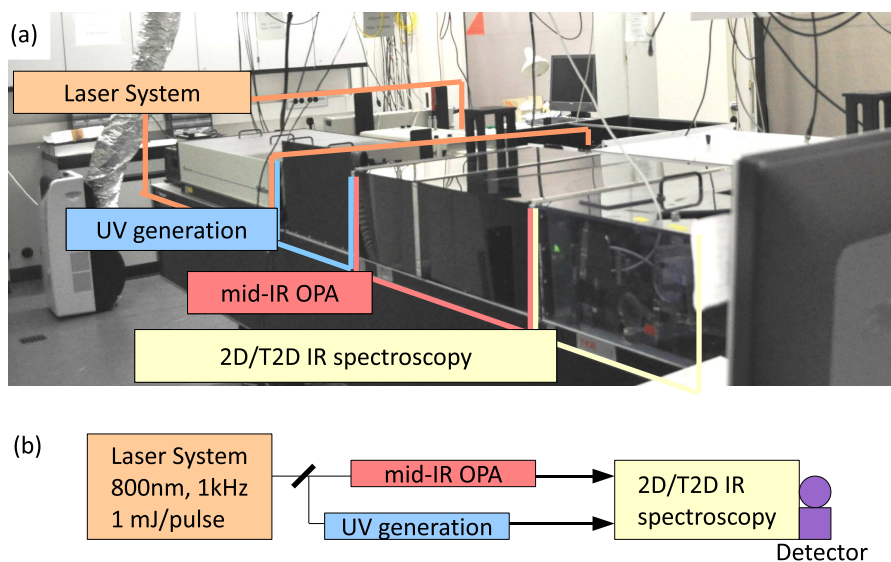 (a)
Laser System
UV generation
mid-IR OPA
2D/T2D IR spectroscopy
(b)
Laser System
800nm, 1kHz
1 mJ/pulse
mid-IR OPA
UV generation
2D/T2D IR
spectroscopy
Detector